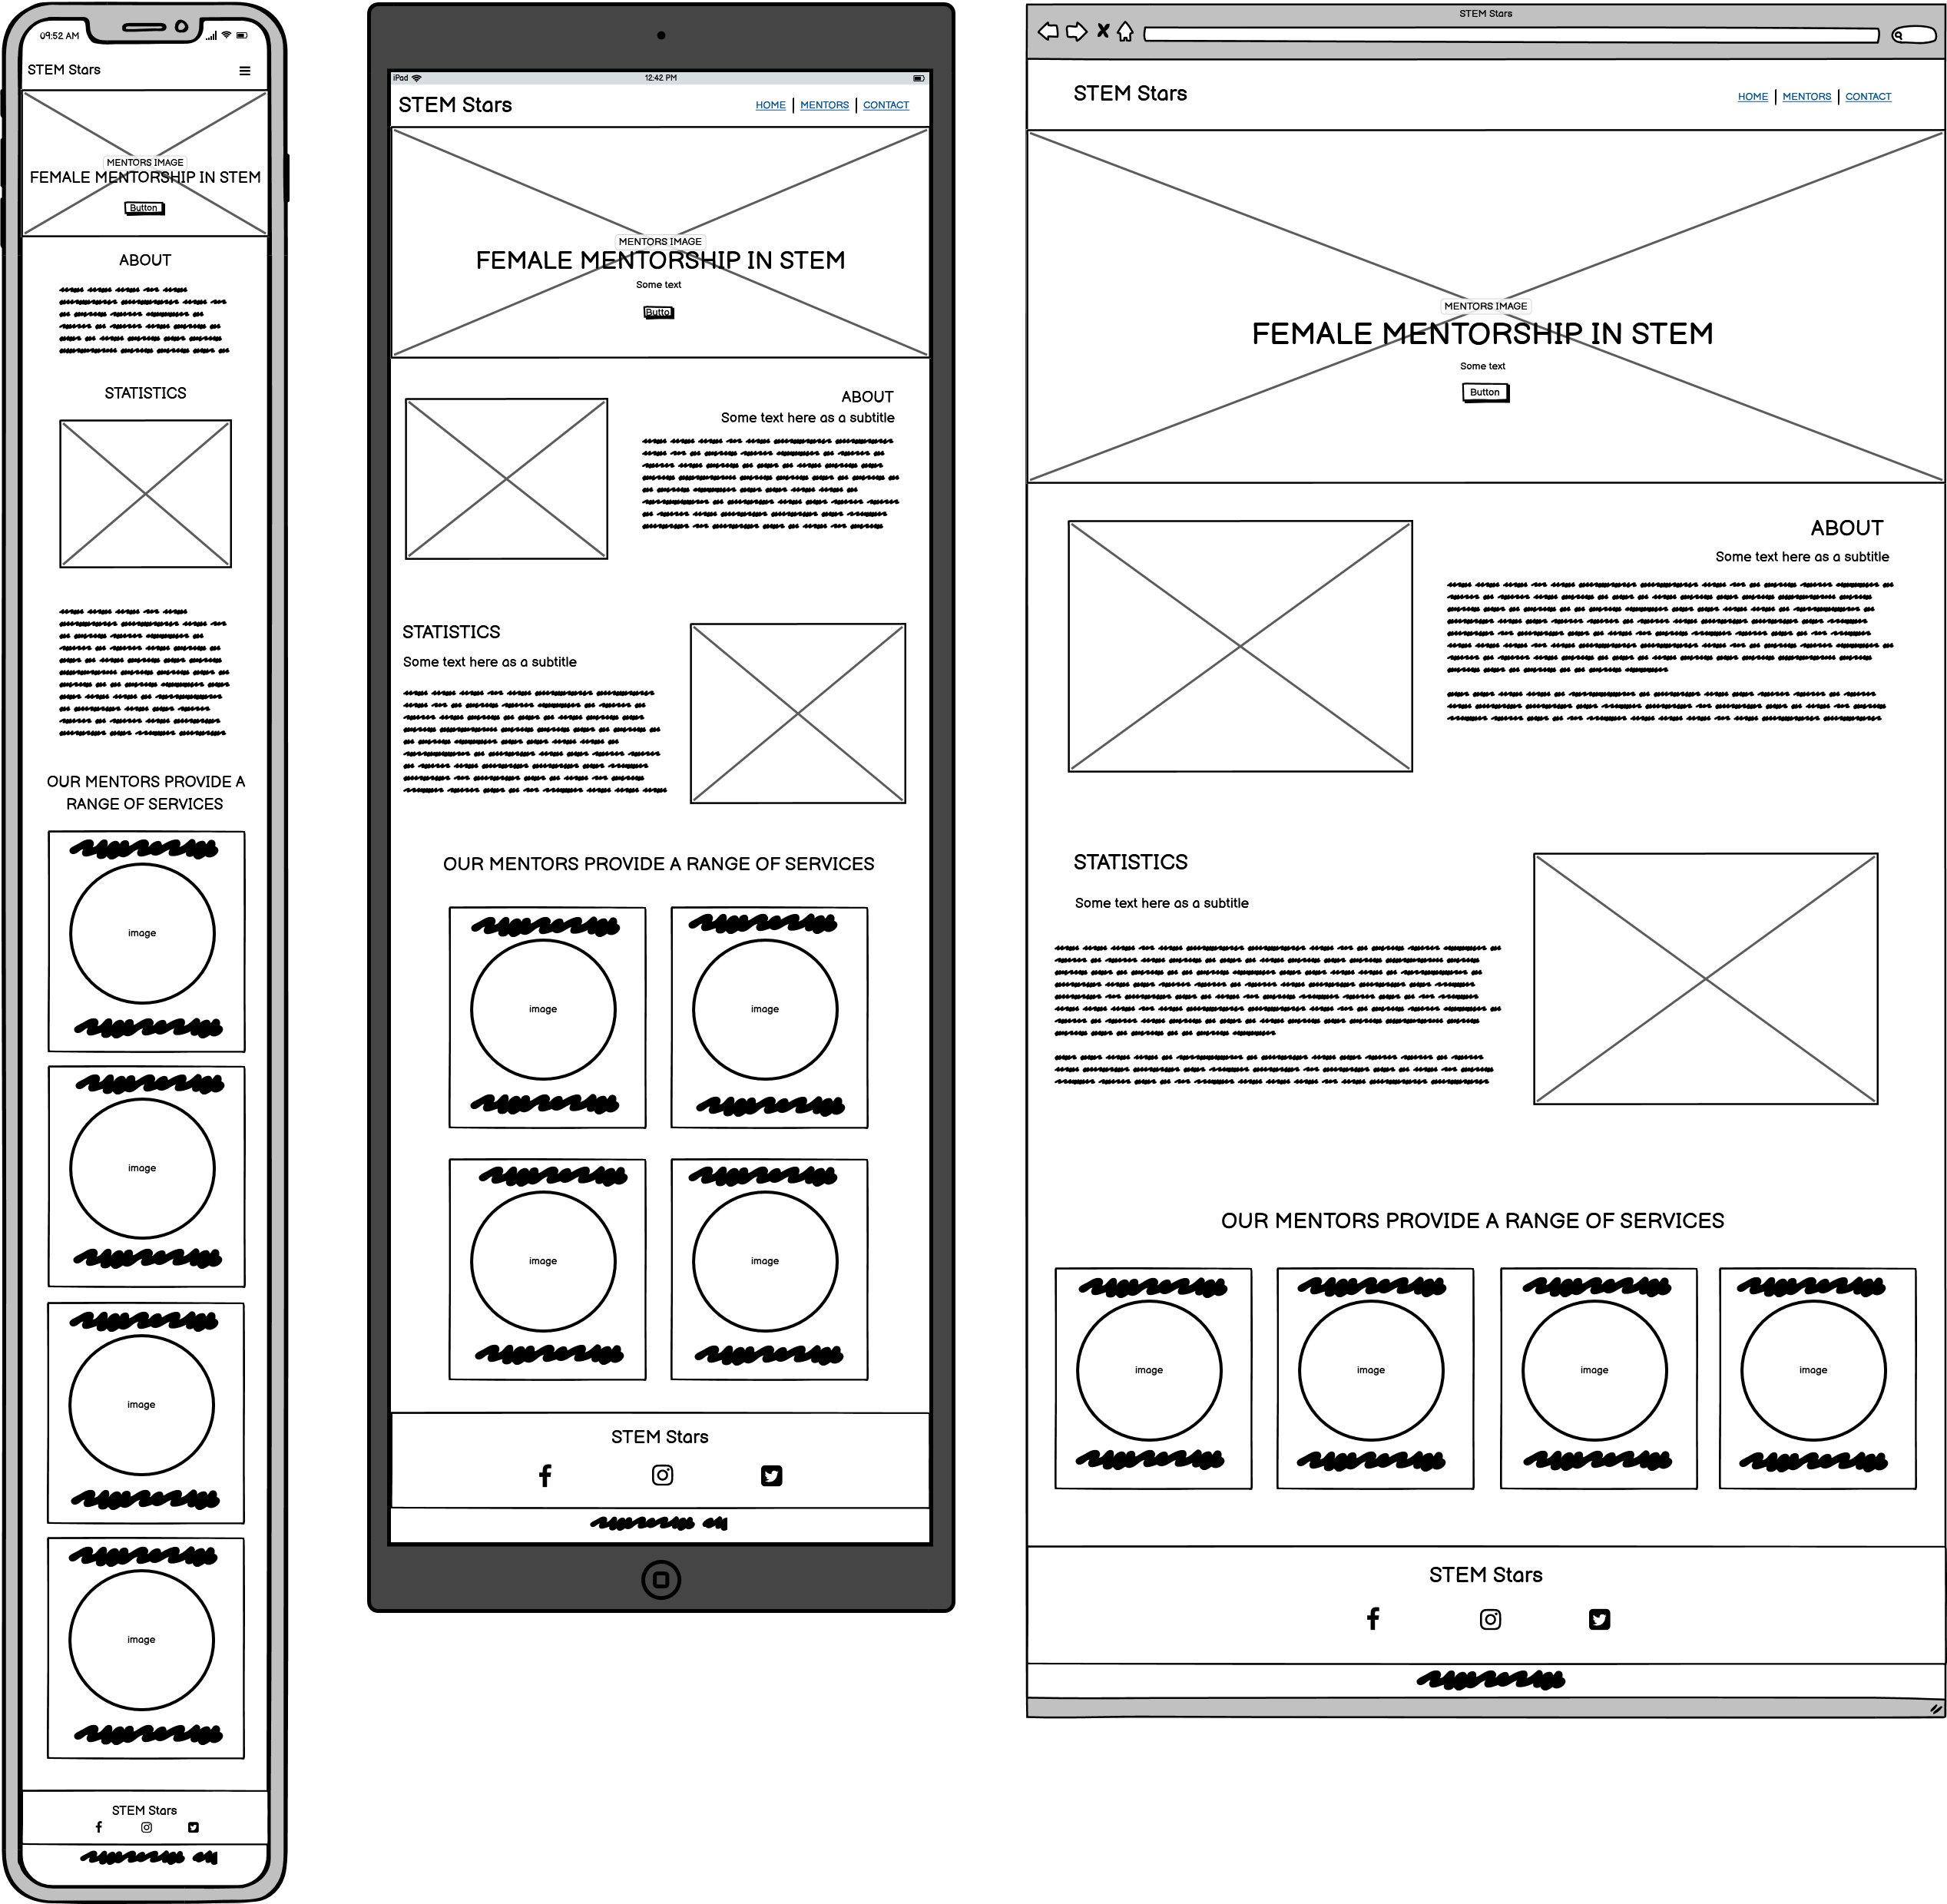 09:52 AM
STEM Stars
MENTORS IMAGE
FEMALE MENTORSHIP IN STEM
Button
ABOUT
STATISTICS
OUR MENTORS PROVIDE A
RANGE OF SERVICES
image
image
image
image
STEM Stars
iPad
12:42 PM
STEM Stars
HOME
MENTORS
CONTACT
MENTORS IMAGE
FEMALE MENTORSHIP IN STEM
Some text
Butto
ABOUT
Some text here as a subtitle
STATISTICS
Some text here as a subtitle
OUR MENTORS PROVIDE A RANGE OF SERVICES
image
image
image
image
STEM Stars
STEM Stars
STEM Stars
HOME
MENTORS
CONTACT
MENTORS IMAGE
FEMALE MENTORSHIP IN STEM
Some text
Button
ABOUT
Some text here as a subtitle
STATISTICS
Some text here as a subtitle
OUR MENTORS PROVIDE A RANGE OF SERVICES
image
image
image
image
STEM Stars